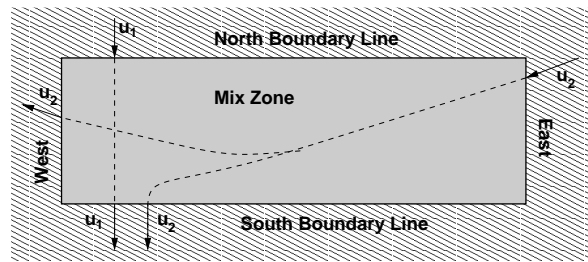 u1
North Boundary Line
u2
Mix Zone
u2
West
East
u1
u2
South Boundary Line